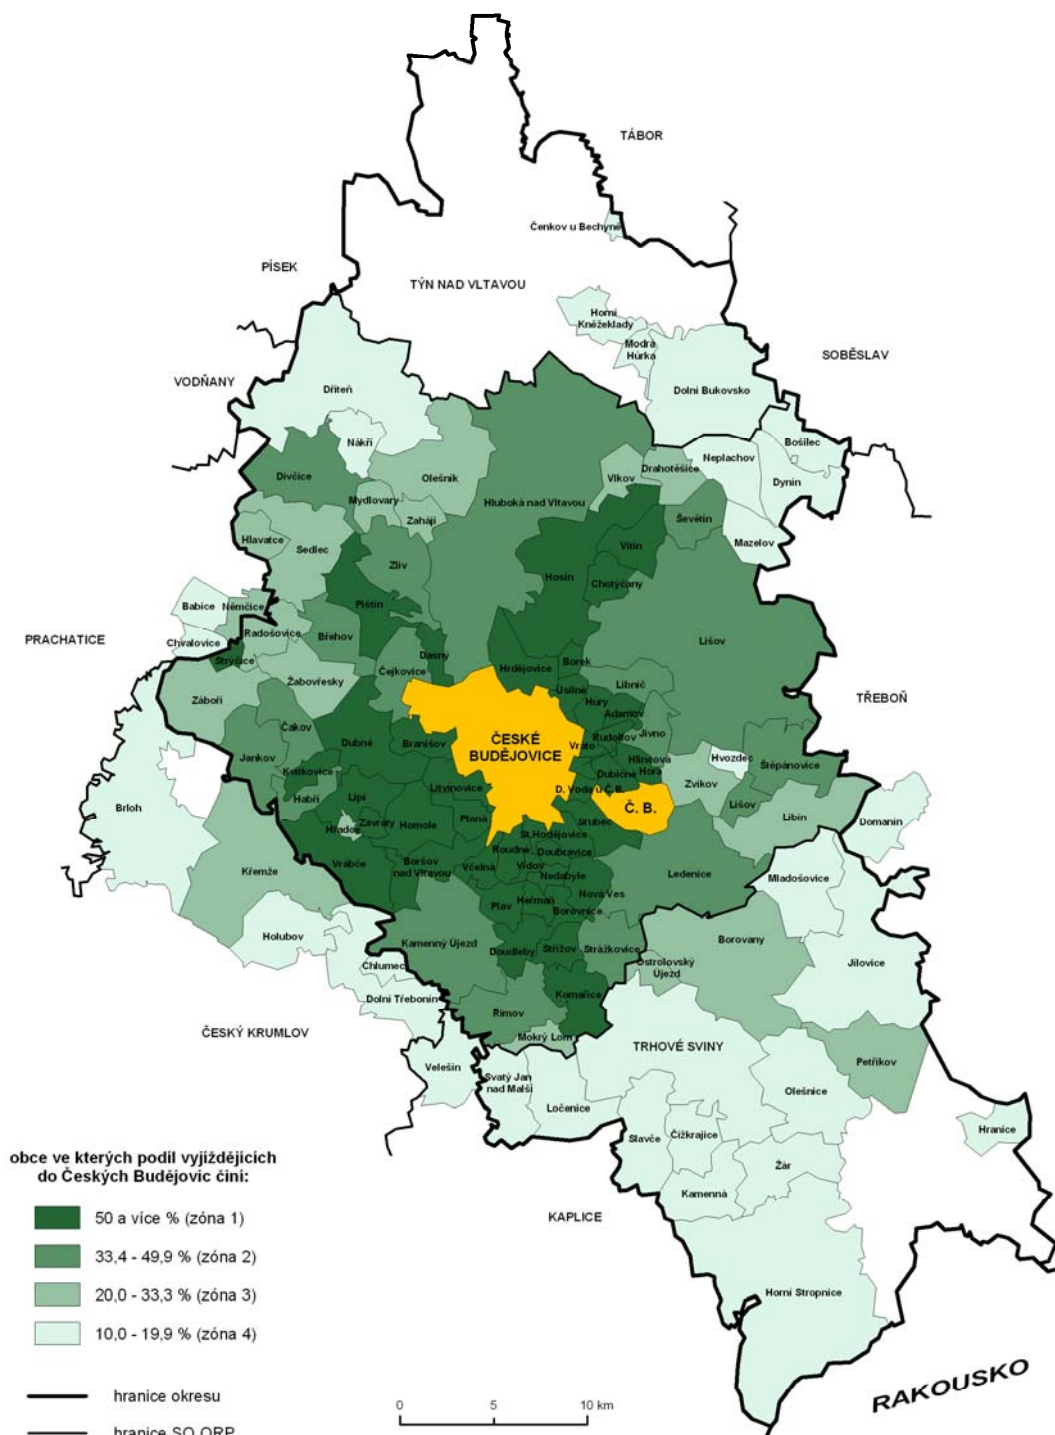 TÁBOR
Čenkov u Bechyně
PÍSEK
TÝN NAD VLTAVOU
Horní
Kněžeklady
Modrá
Hůrka
SOBĚSLAV
VODŇANY
Dříteň
Dolní Bukovsko
Nákří
Bošilec
Neplachov
Drahotěšice
Dívčice
Olešník
Vlkov
Dynín
Mydlovary
Hluboká nad Vltavou
Zahájí
Ševětín
Hlavatce
Vitín
Mazelov
Sedlec
Zliv
Hosín
Chotýčany
Babice
Němčice
Pištín
PRACHATICE
Radošovice
Břehov
Chvalovice
Lišov
Strýčice
Dasný
Borek
Čejkovice
Hrdějovice
Žabovřesky
Libníč
Úsilné
Záboří
Húry
TŘEBOŇ
Adamov
Čakov
ČESKÉ
BUDĚJOVICE
Rudolfov
Jivno
Dubné
Branišov
Vráto
Jankov
Hlincová
Hora
Hvozdec
Štěpánovice
Kvítkovice
Dubičné
Zvíkov
Litvínovice
D. Voda u Č.B.
Habří
Lipí
Č. B.
Lišov
Brloh
Libín
Domanín
Závraty
Homole
Planá
Srubec
Hradce
St.Hodějovice
Roudné
Doubravice
Vrábče
Boršov
nad Vltavou
Včelná
Vidov
Křemže
Ledenice
Nedabyle
Mladošovice
Nová Ves
Plav
Heřmaň
Borovnice
Holubov
Kamenný Újezd
Borovany
Doudleby
Střížov
Strážkovice
Jílovice
Chlumec
Ostrolovský
Újezd
Dolní Třebonín
Komařice
Římov
ČESKÝ KRUMLOV
Mokrý Lom
TRHOVÉ SVINY
Petříkov
Velešín
Svatý Jan
nad Malší
Olešnice
Ločenice
Hranice
Slavče
Čížkrajice
Žár
Kamenná
KAPLICE
Horní Stropnice
RAKOUSKO
obce ve kterých podíl vyjíždějících
do Českých Budějovic činí:
50 a více % (zóna 1)
33,4 - 49,9 % (zóna 2)
20,0 - 33,3 % (zóna 3)
10,0 - 19,9 % (zóna 4)
hranice okresu
hranice SO ORP
0 5 10 km